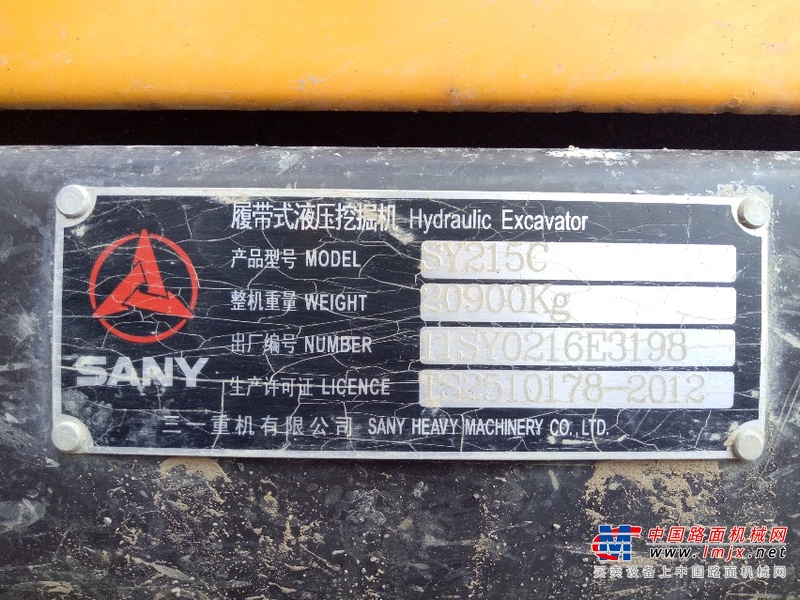 履带式液压挖掘机 Hydraulic Excavator
产品型号 MODEL SY215C
整机重量 WEIGHT 20900Kg
出厂编号 NUMBER 11SY0216E3198
生产许可证 LICENCE TS2510178-2012
SANY
三一重机有限公司 SANY HEAVY MACHINERY CO., LTD.
中国路面机械网
www.lmjx.net
买卖设备上中国路面机械网